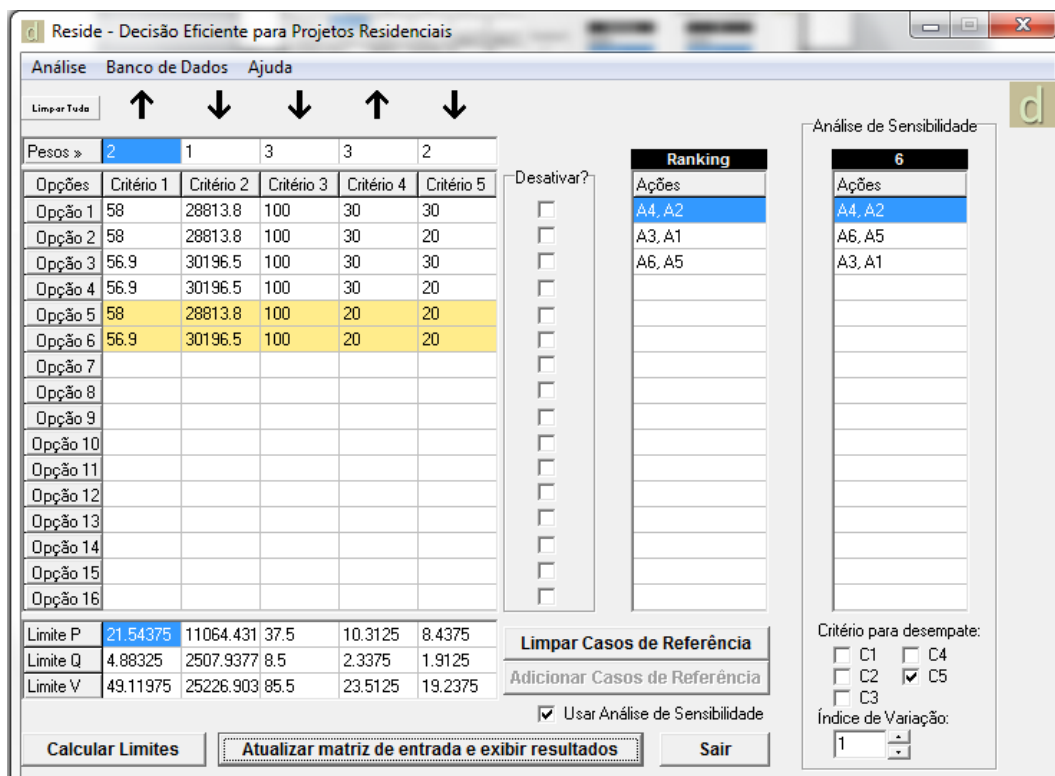 d Reside - Decisão Eficiente para Projetos Residenciais
Análise Banco de Dados Ajuda
Limpar Tudo
d
Análise de Sensibilidade
Pesos » 2 1 3 3 2
Desativar?
Ranking 6
Opções Critério 1 Critério 2 Critério 3 Critério 4 Critério 5 Ações Ações
Opção 1 58 28813.8 100 30 30 A4, A2 A4, A2
Opção 2 58 28813.8 100 30 20 A3, A1 A6, A5
Opção 3 56.9 30196.5 100 30 30 A6, A5 A3, A1
Opção 4 56.9 30196.5 100 30 20
Opção 5 58 28813.8 100 20 20
Opção 6 56.9 30196.5 100 20 20
Opção 7
Opção 8
Opção 9
Opção 10
Opção 11
Opção 12
Opção 13
Opção 14
Opção 15
Opção 16
Limite P 21.54375 11064.431 37.5 10.3125 8.4375
Limite Q 4.88325 2507.9377 8.5 2.3375 1.9125
Limite V 49.11975 25226.903 85.5 23.5125 19.2375
Limpar Casos de Referência
Adicionar Casos de Referência
Critério para desempate:
C1 C4
C2 C5
C3
Usar Análise de Sensibilidade
Índice de Variação:
1
Calcular Limites Atualizar matriz de entrada e exibir resultados Sair